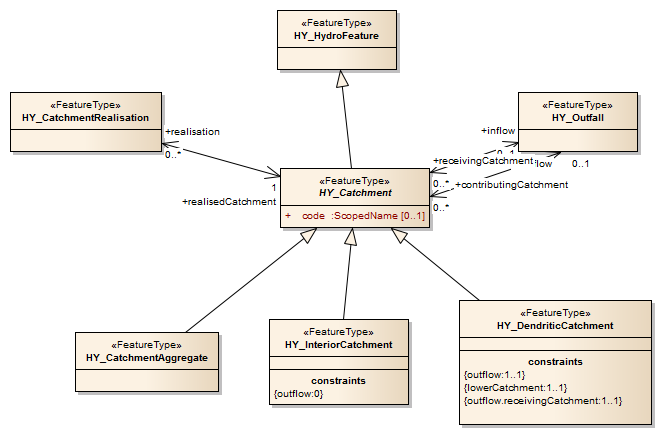 «FeatureType»
HY_HydroFeature
«FeatureType»
HY_CatchmentRealisation
+realisation
0..*
«FeatureType»
HY_Outfall
+inflow
0..1
+receivingCatchment
low
0..1
0..*
+contributingCatchment
0..*
1
+realisedCatchment
«FeatureType»
HY_Catchment
+ code :ScopedName [0..1]
«FeatureType»
HY_CatchmentAggregate
«FeatureType»
HY_InteriorCatchment
constraints
{outflow:0}
«FeatureType»
HY_DendriticCatchment
constraints
{outflow:1..1}
{lowerCatchment:1..1}
{outflow.receivingCatchment:1..1}